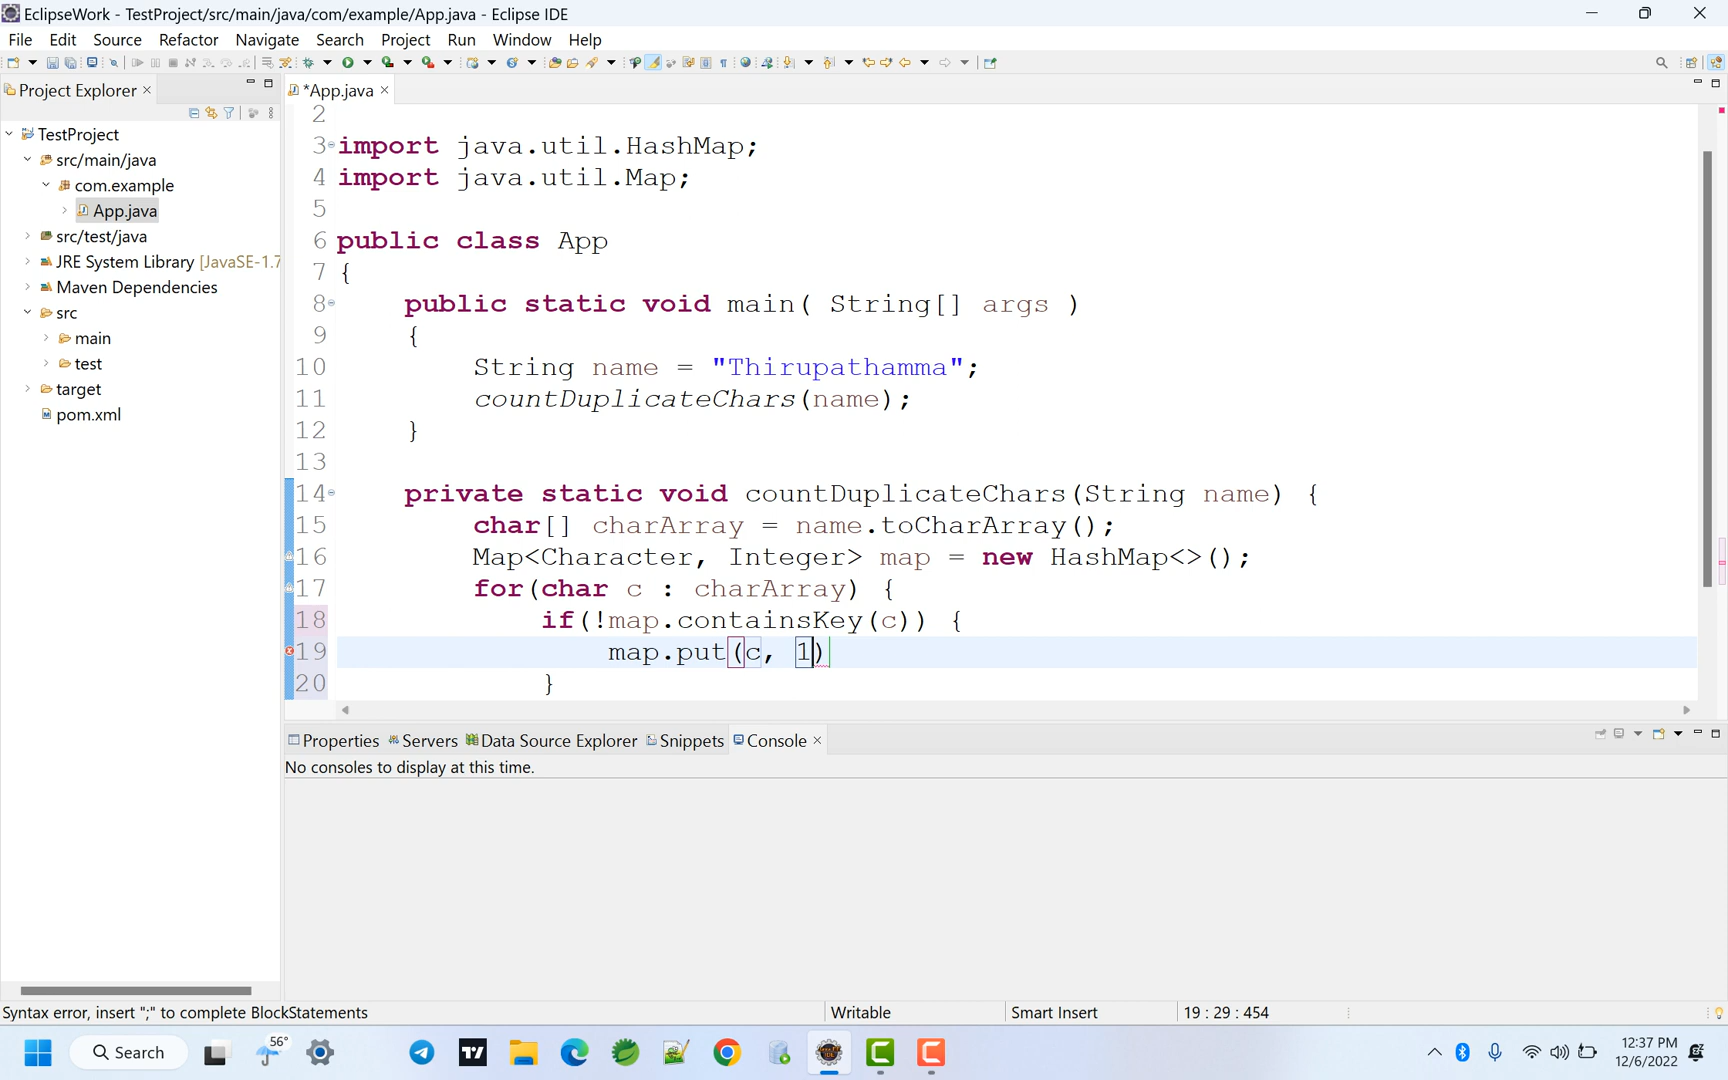 EclipseWork - TestProject/src/main/java/com/example/App.java - Eclipse IDE
File Edit Source Refactor Navigate Search Project Run Window Help
Project Explorer
*App.java
TestProject
src/main/java
com.example
App.java
src/test/java
JRE System Library [JavaSE-1.7
Maven Dependencies
src
main
test
target
pom.xml
2
3 import java.util.HashMap;
4 import java.util.Map;
5
6 public class App
7 {
8 public static void main( String[] args )
9 {
10 String name = "Thirupathamma";
11 countDuplicateChars(name);
12 }
13
14 private static void countDuplicateChars(String name) {
15 char[] charArray = name.toCharArray();
16 Map<Character, Integer> map = new HashMap<>();
17 for(char c : charArray) {
18 if(!map.containsKey(c)) {
19 map.put(c, 1)
20 }
Properties Servers Data Source Explorer Snippets Console
No consoles to display at this time.
Syntax error, insert ";" to complete BlockStatements
Writable
Smart Insert
19 : 29 : 454
Search
56°
12:37 PM
12/6/2022